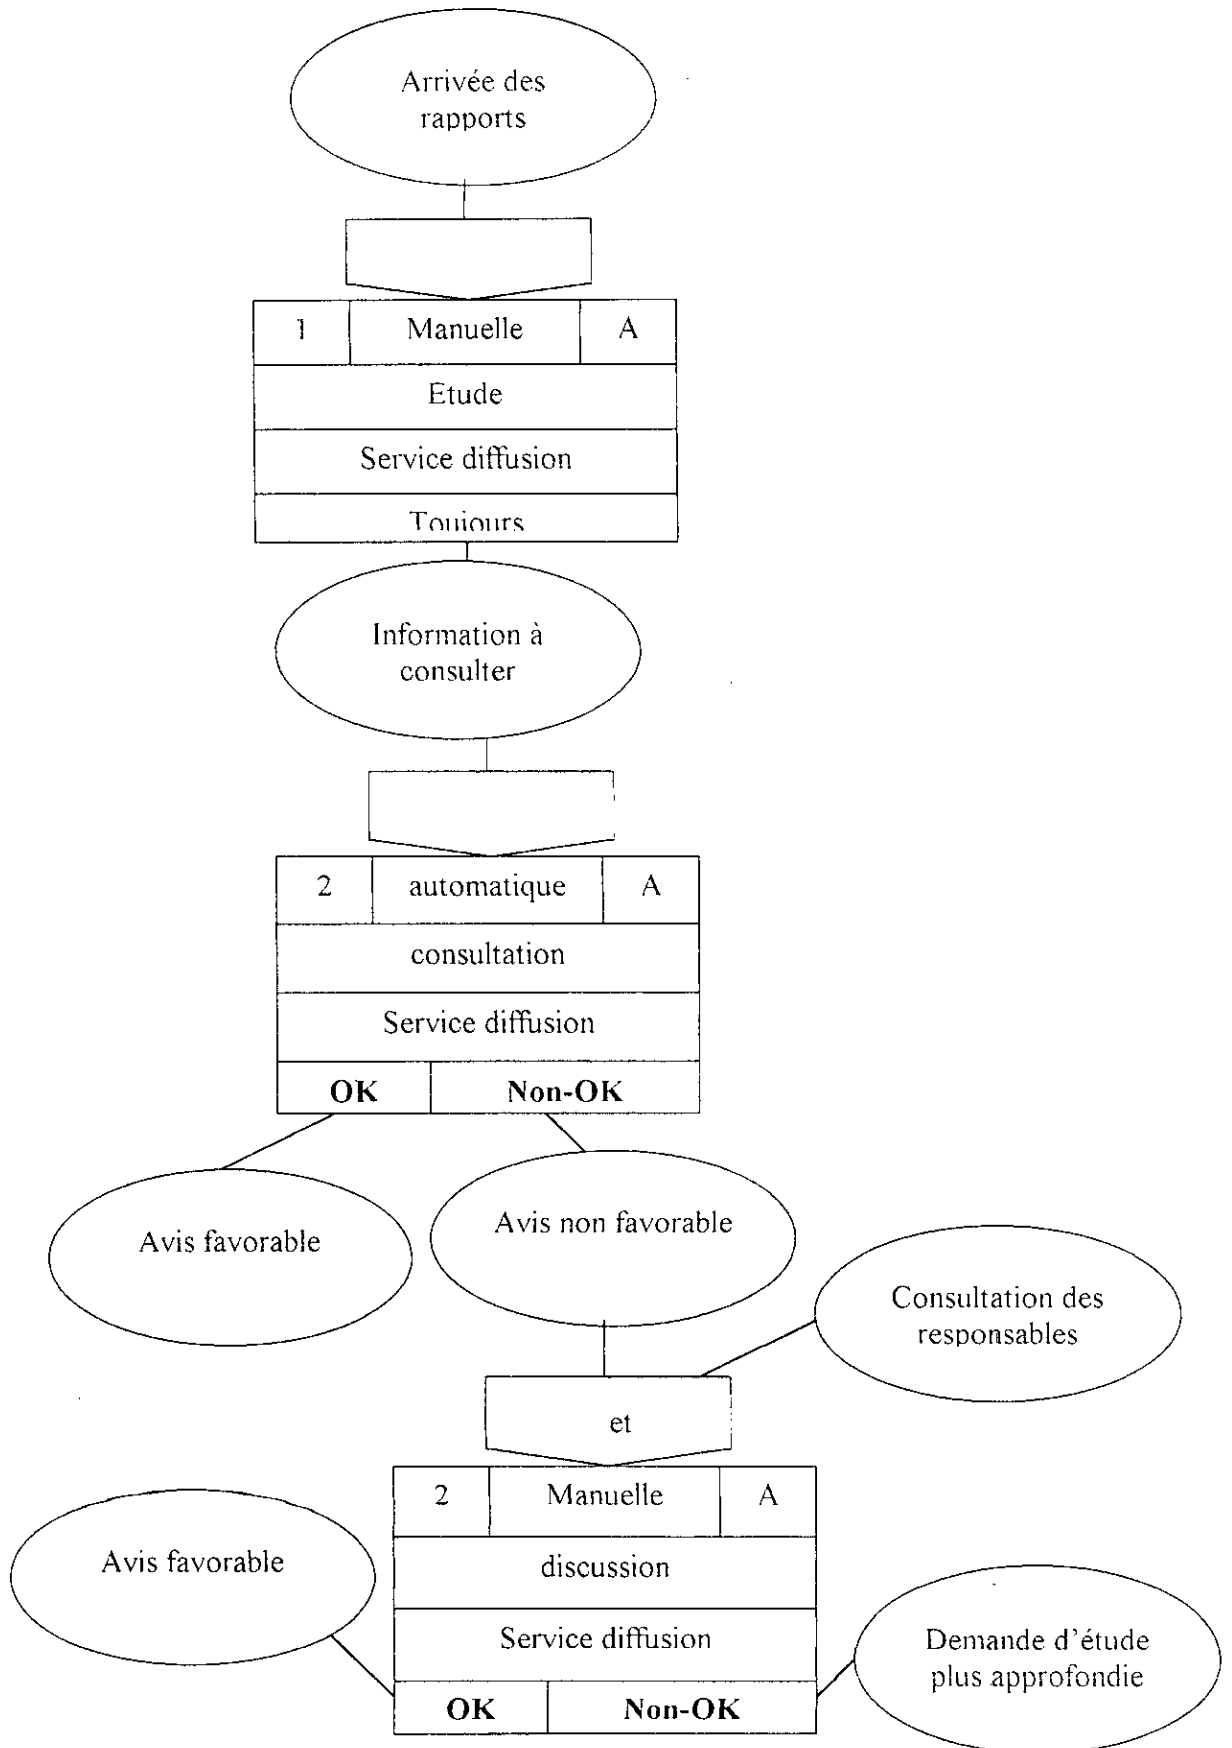 Arrivée des
rapports
1 Manuelle A
Etude
Service diffusion
Toujours
Information à
consulter
2 automatique A
consultation
Service diffusion
OK Non-OK
Avis favorable
Avis non favorable
Consultation des
responsables
et
2 Manuelle A
discussion
Service diffusion
OK Non-OK
Avis favorable
Demande d'étude
plus approfondie